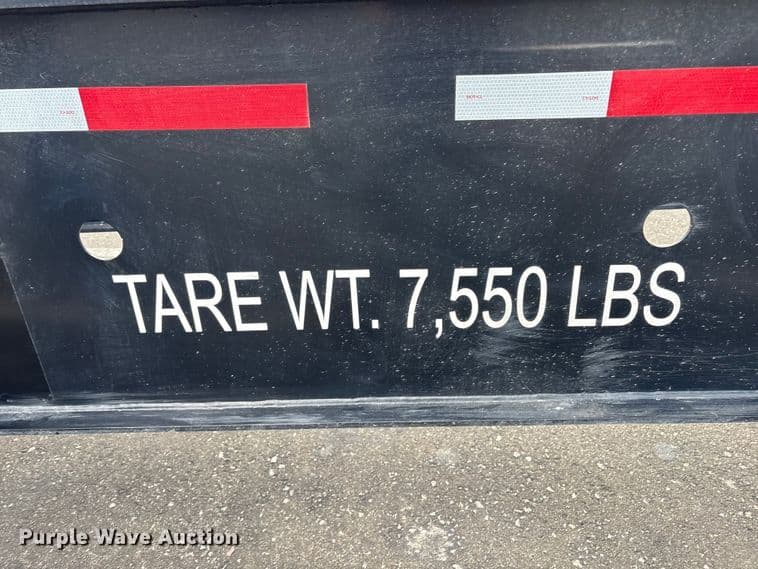 TARE WT. 7,550 LBS
Purple Wave Auction